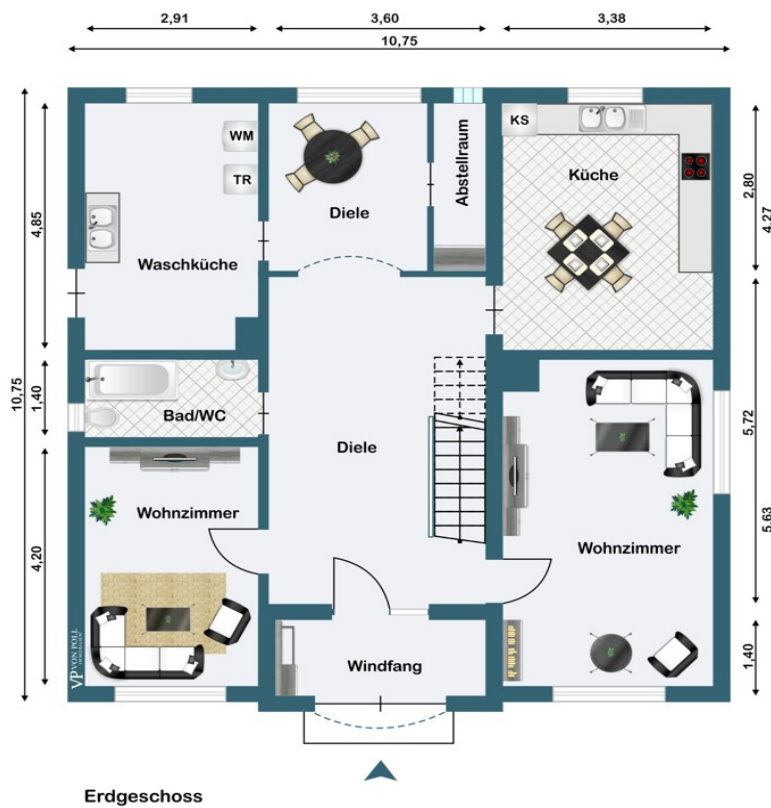 2,91
3,60
3,38
10,75
WM
TR
KS
Abstellraum
Küche
Diele
Waschküche
4,85
10,75
1,40
4,20
2,80
4,27
5,72
5,63
1,40
Bad/WC
Diele
Wohnzimmer
Wohnzimmer
Windfang
VP VON POLL
IMMOBILIEN
Erdgeschoss